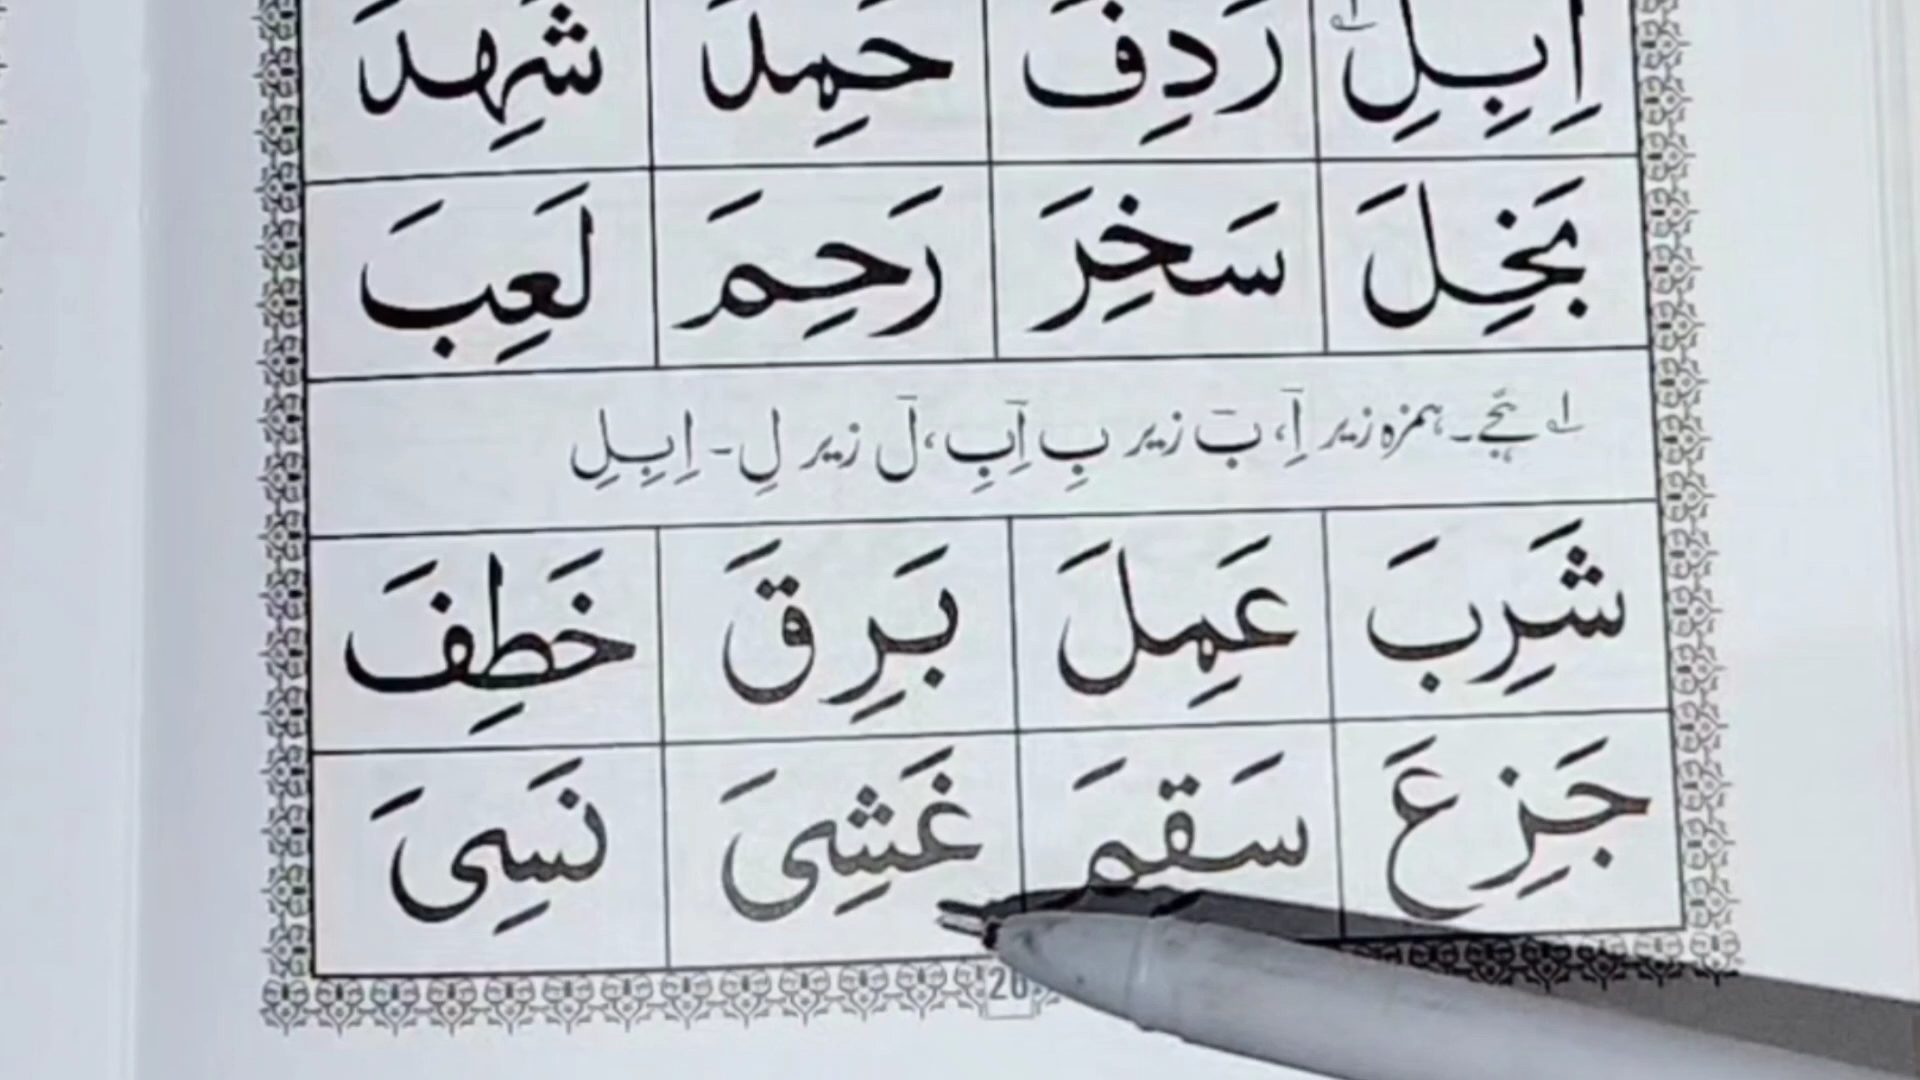 اِبِلِ رَدِفَ حَمِدَ شَهِدَ
بَخِلَ سَخِرَ رَحِمَ لَعِبَ
ہجے۔ ہمزہ زیر اِ، بَ زیر بِ اِبِ، لَ زیر لِ۔ اِبِلِ
شَرِبَ عَمِلَ بَرِقَ خَطِفَ
جَزِعَ سَقِمَ غَشِیَ نَسِیَ